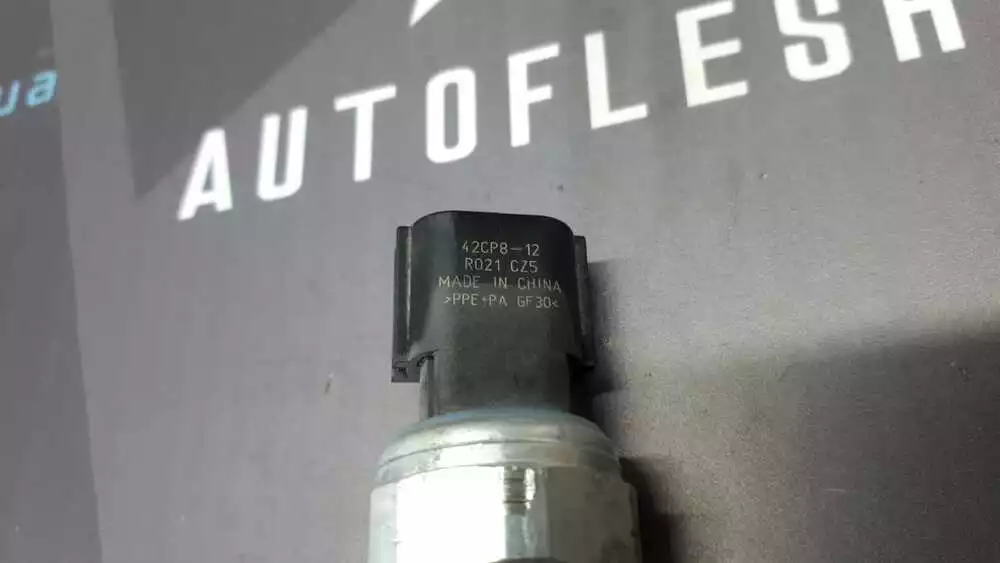 ua
AUTOFLESH
42CP8-12
R021 CZ5
MADE IN CHINA
>PPE+PA GF30<